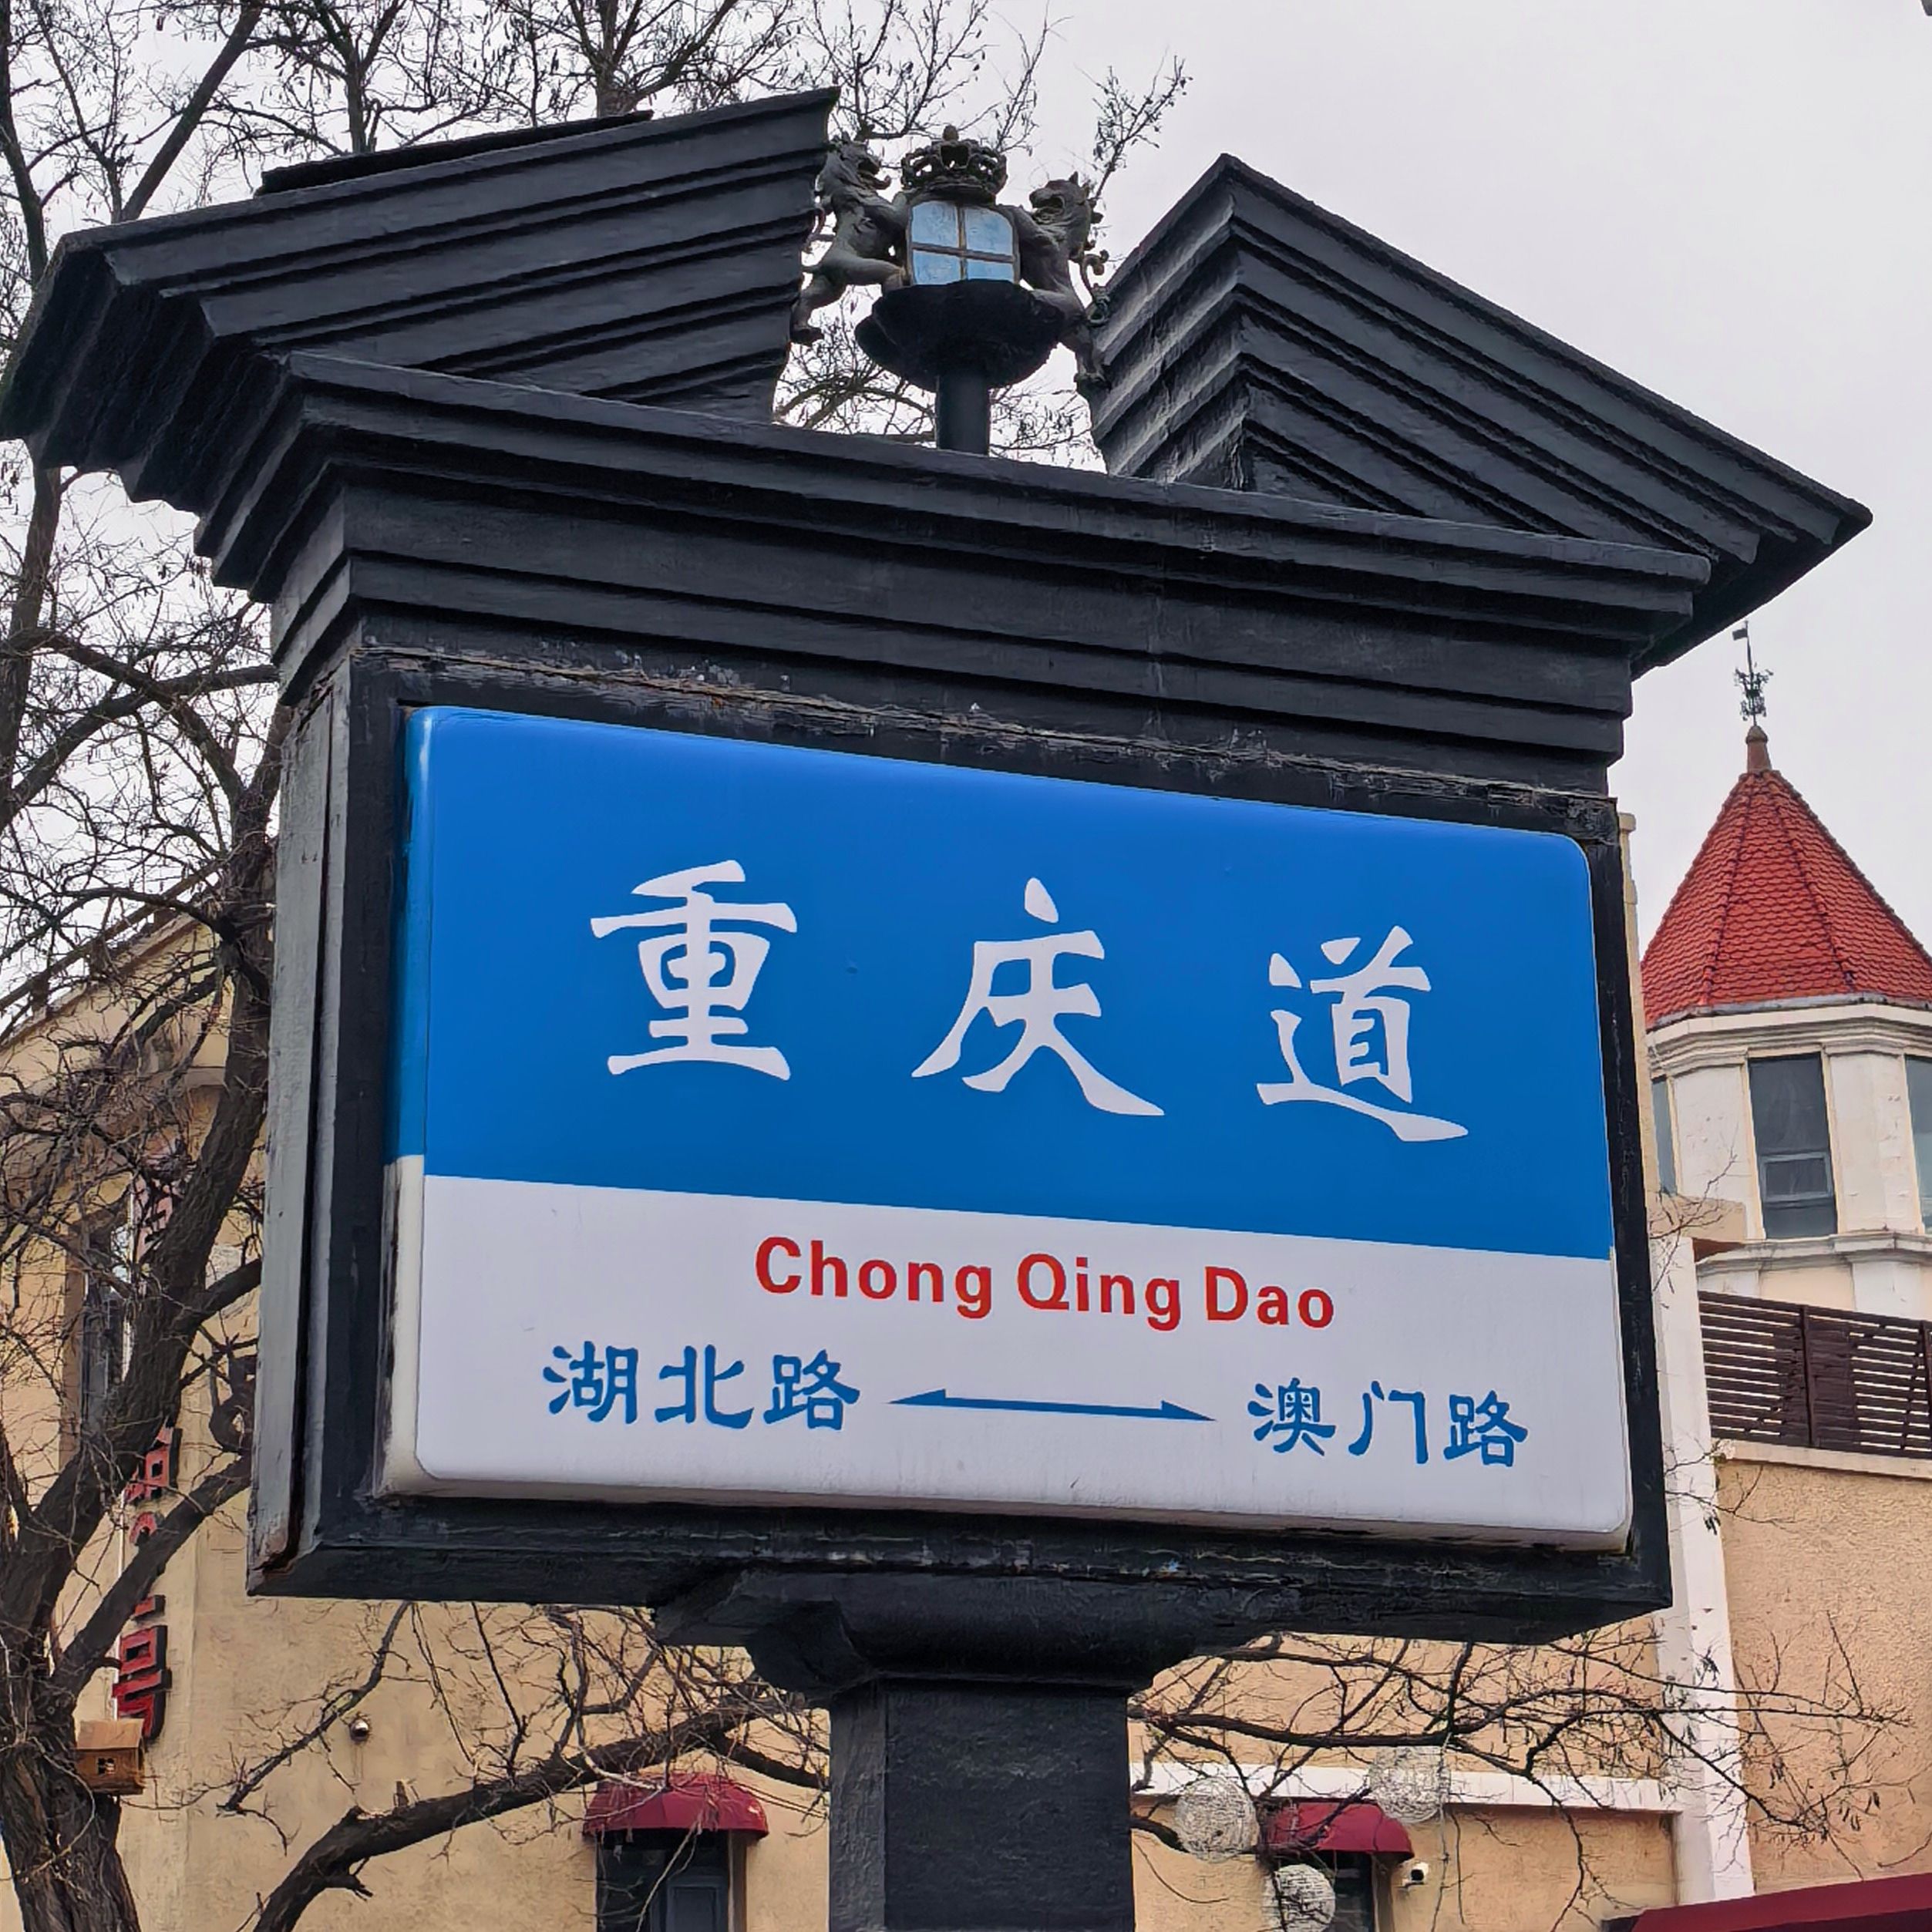 重庆道
Chong Qing Dao
湖北路 ⟷ 澳门路